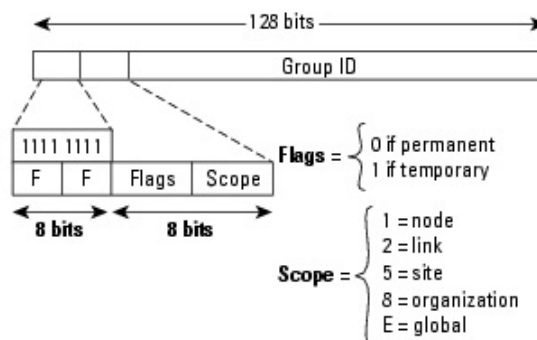 128 bits
Group ID
1111 1111
F F Flags Scope
8 bits 8 bits
Flags = 0 if permanent
1 if temporary
Scope = 1 = node
2 = link
5 = site
8 = organization
E = global